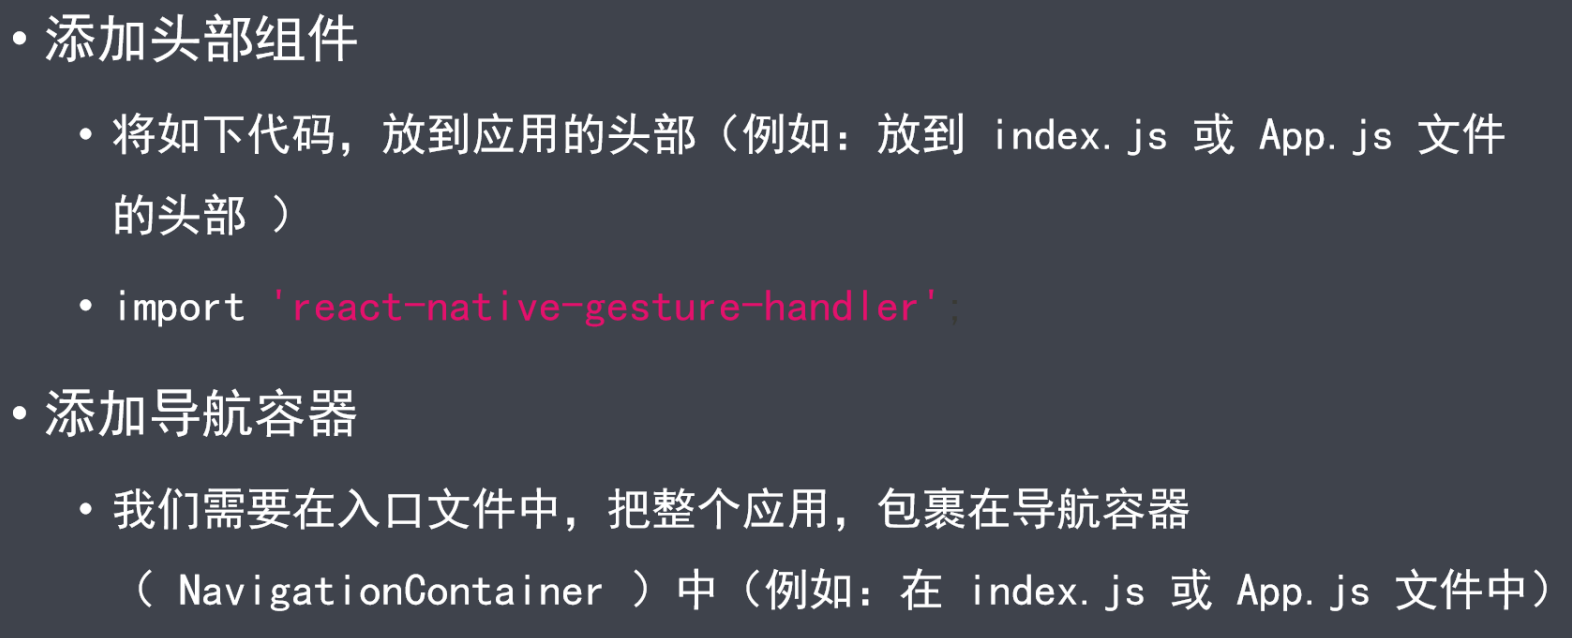 • 添加头部组件
• 将如下代码，放到应用的头部（例如：放到 index.js 或 App.js 文件
的头部 ）
• import 'react-native-gesture-handler';
• 添加导航容器
• 我们需要在入口文件中，把整个应用，包裹在导航容器
（ NavigationContainer ）中（例如：在 index.js 或 App.js 文件中）